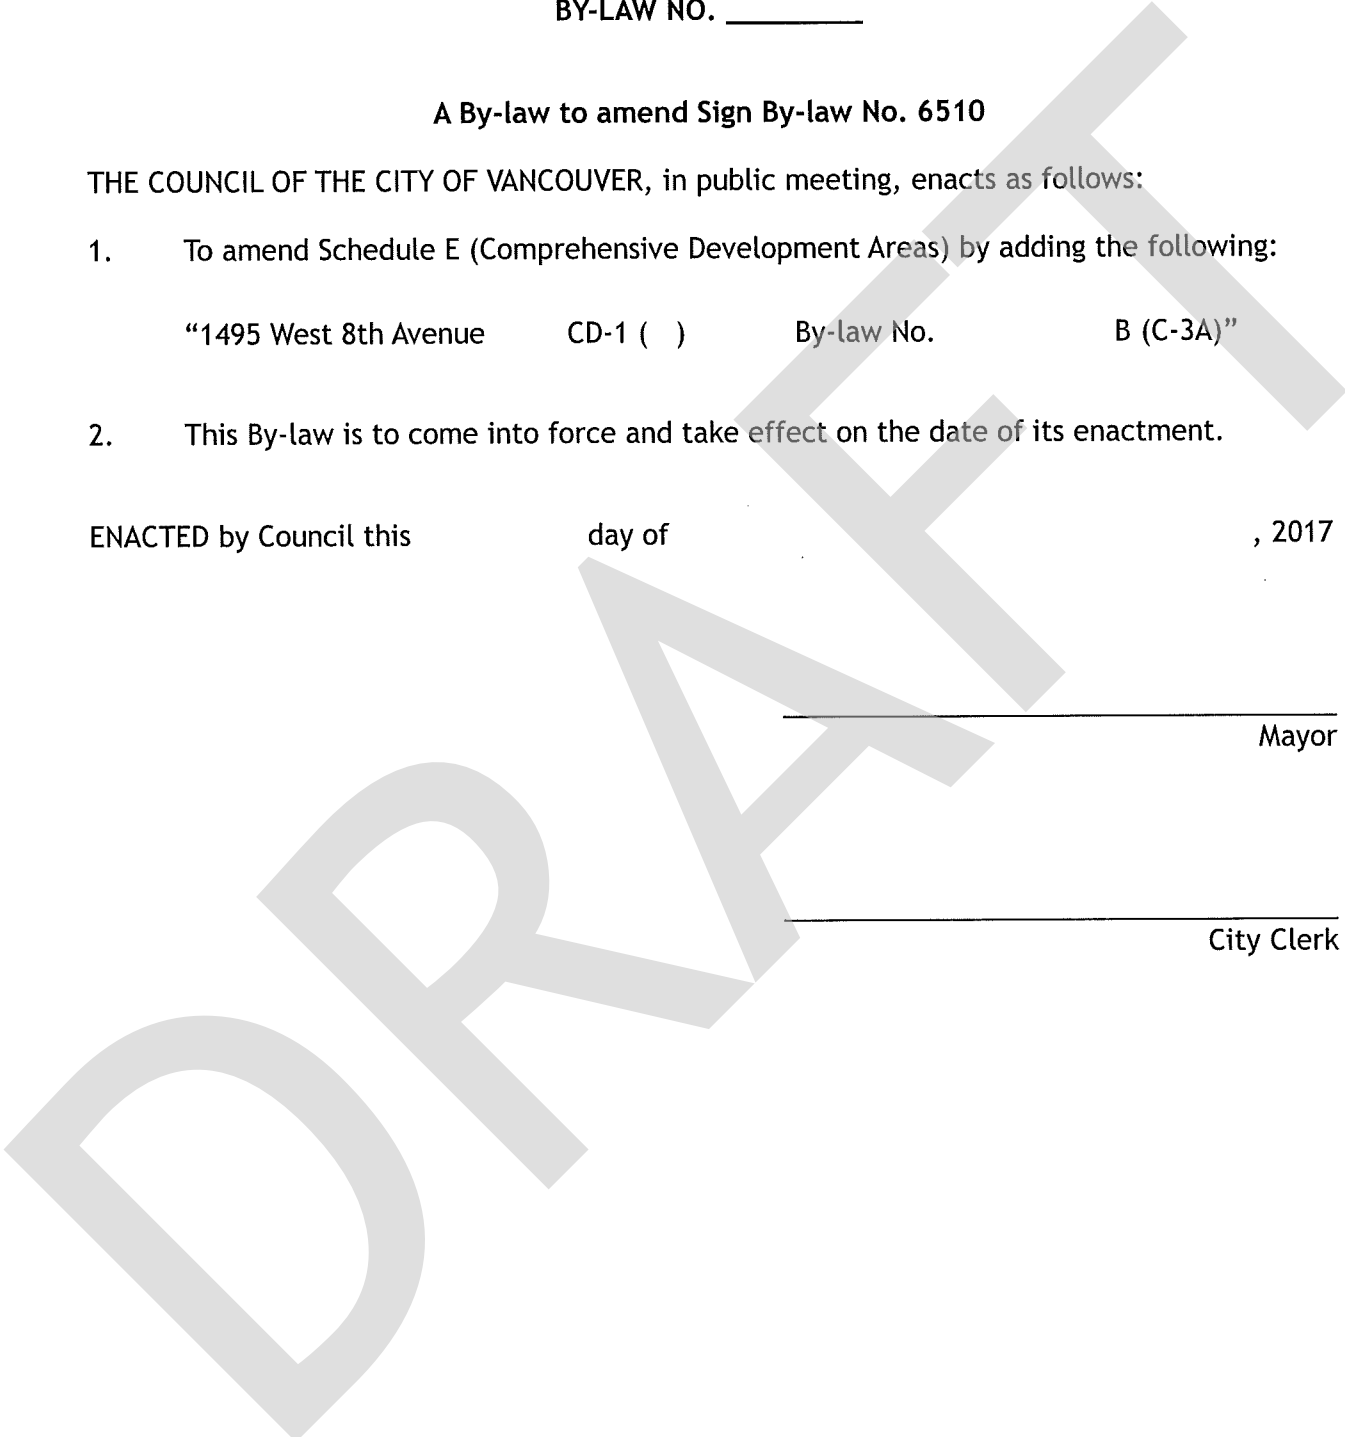 BY-LAW NO. ________
A By-law to amend Sign By-law No. 6510
THE COUNCIL OF THE CITY OF VANCOUVER, in public meeting, enacts as follows:
1. To amend Schedule E (Comprehensive Development Areas) by adding the following:
“1495 West 8th Avenue CD-1 ( ) By-law No. B (C-3A)”
2. This By-law is to come into force and take effect on the date of its enactment.
ENACTED by Council this day of , 2017
Mayor
City Clerk
DRAFT